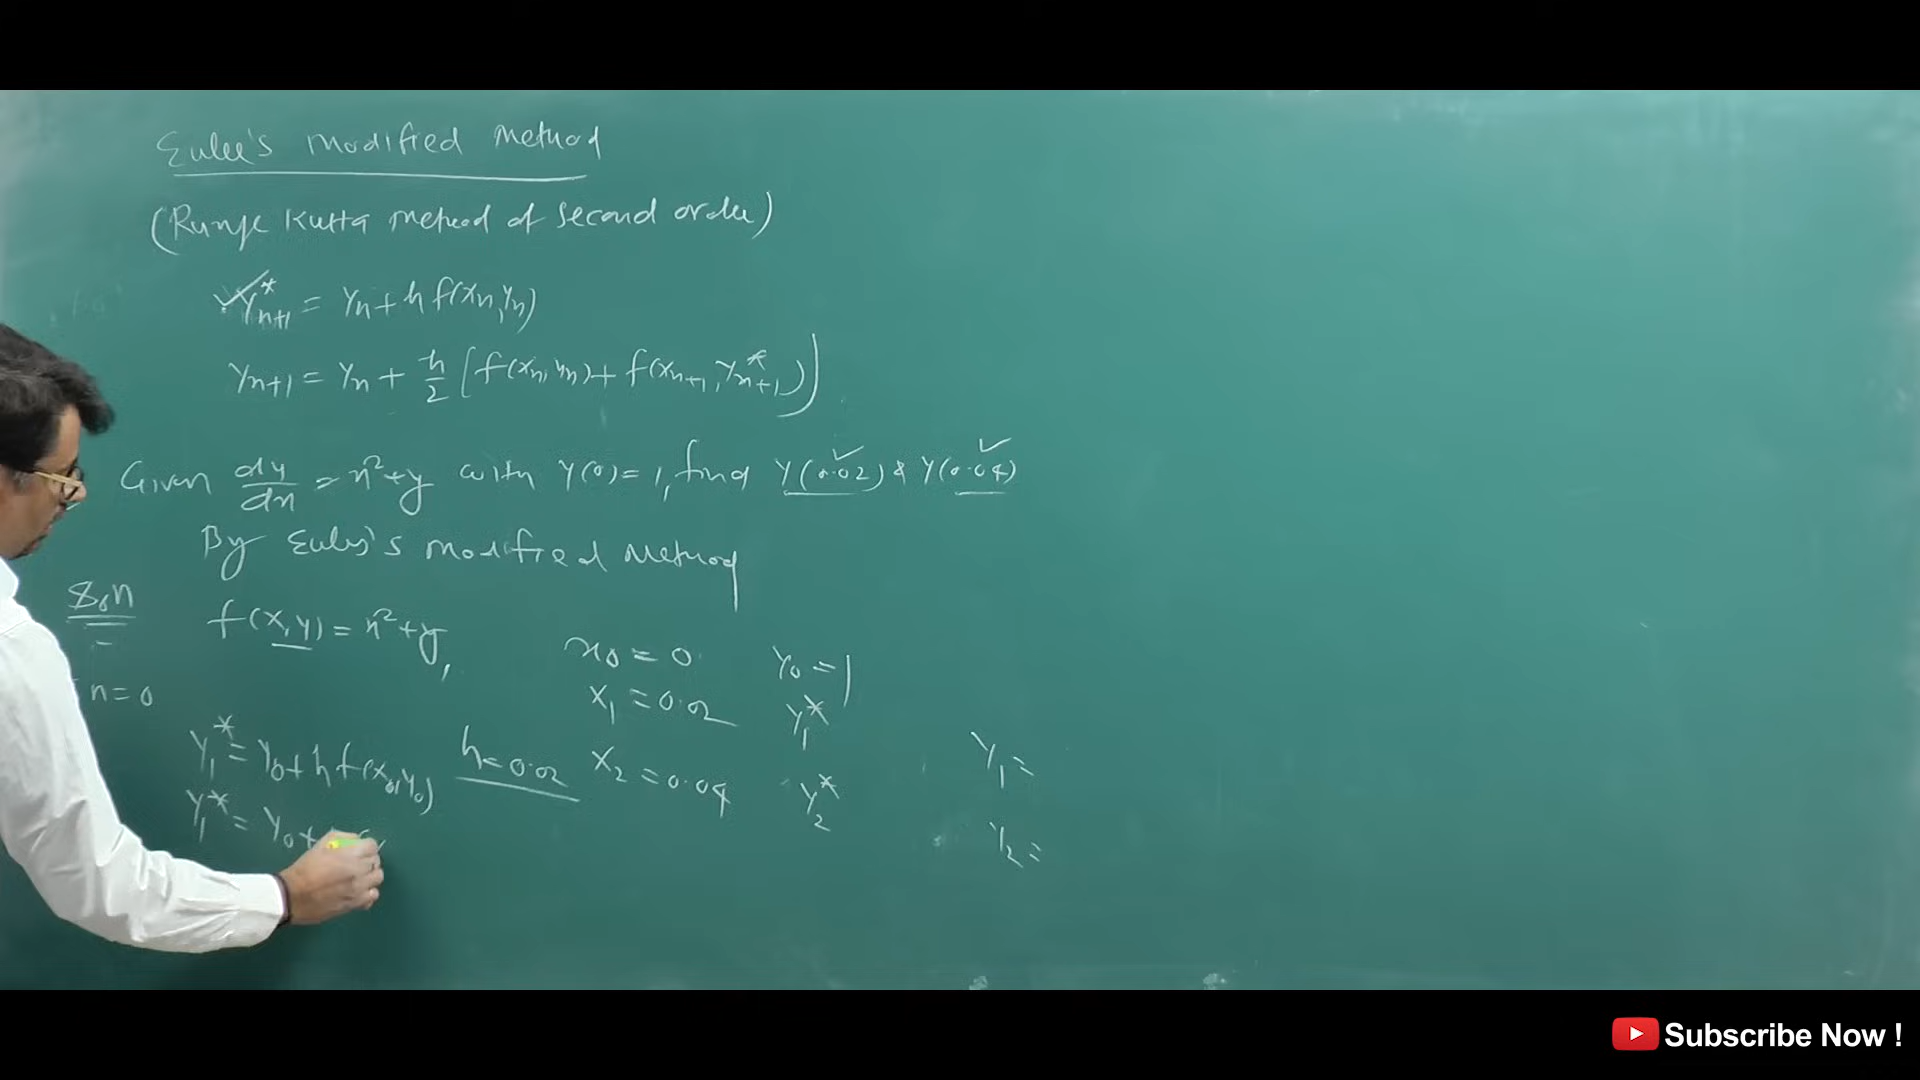 Euler's modified Method
(Runge Kutta Method of second order)
y*n+1 = yn + h f(xn, yn)
yn+1 = yn + h/2 [f(xn, yn) + f(xn+1, y*n+1)]
Given dy/dx = x²+y with y(0)=1, find y(0.02) & y(0.04)
By Euler's modified Method
Soln
f(x,y) = x²+y,
x0 = 0 y0 = 1
n=0
x1 = 0.02 y1*
y1* = y0 + h f(x0, y0) h=0.02 x2 = 0.04 y2* y1 =
y1* = y0 + y2 =
Subscribe Now !